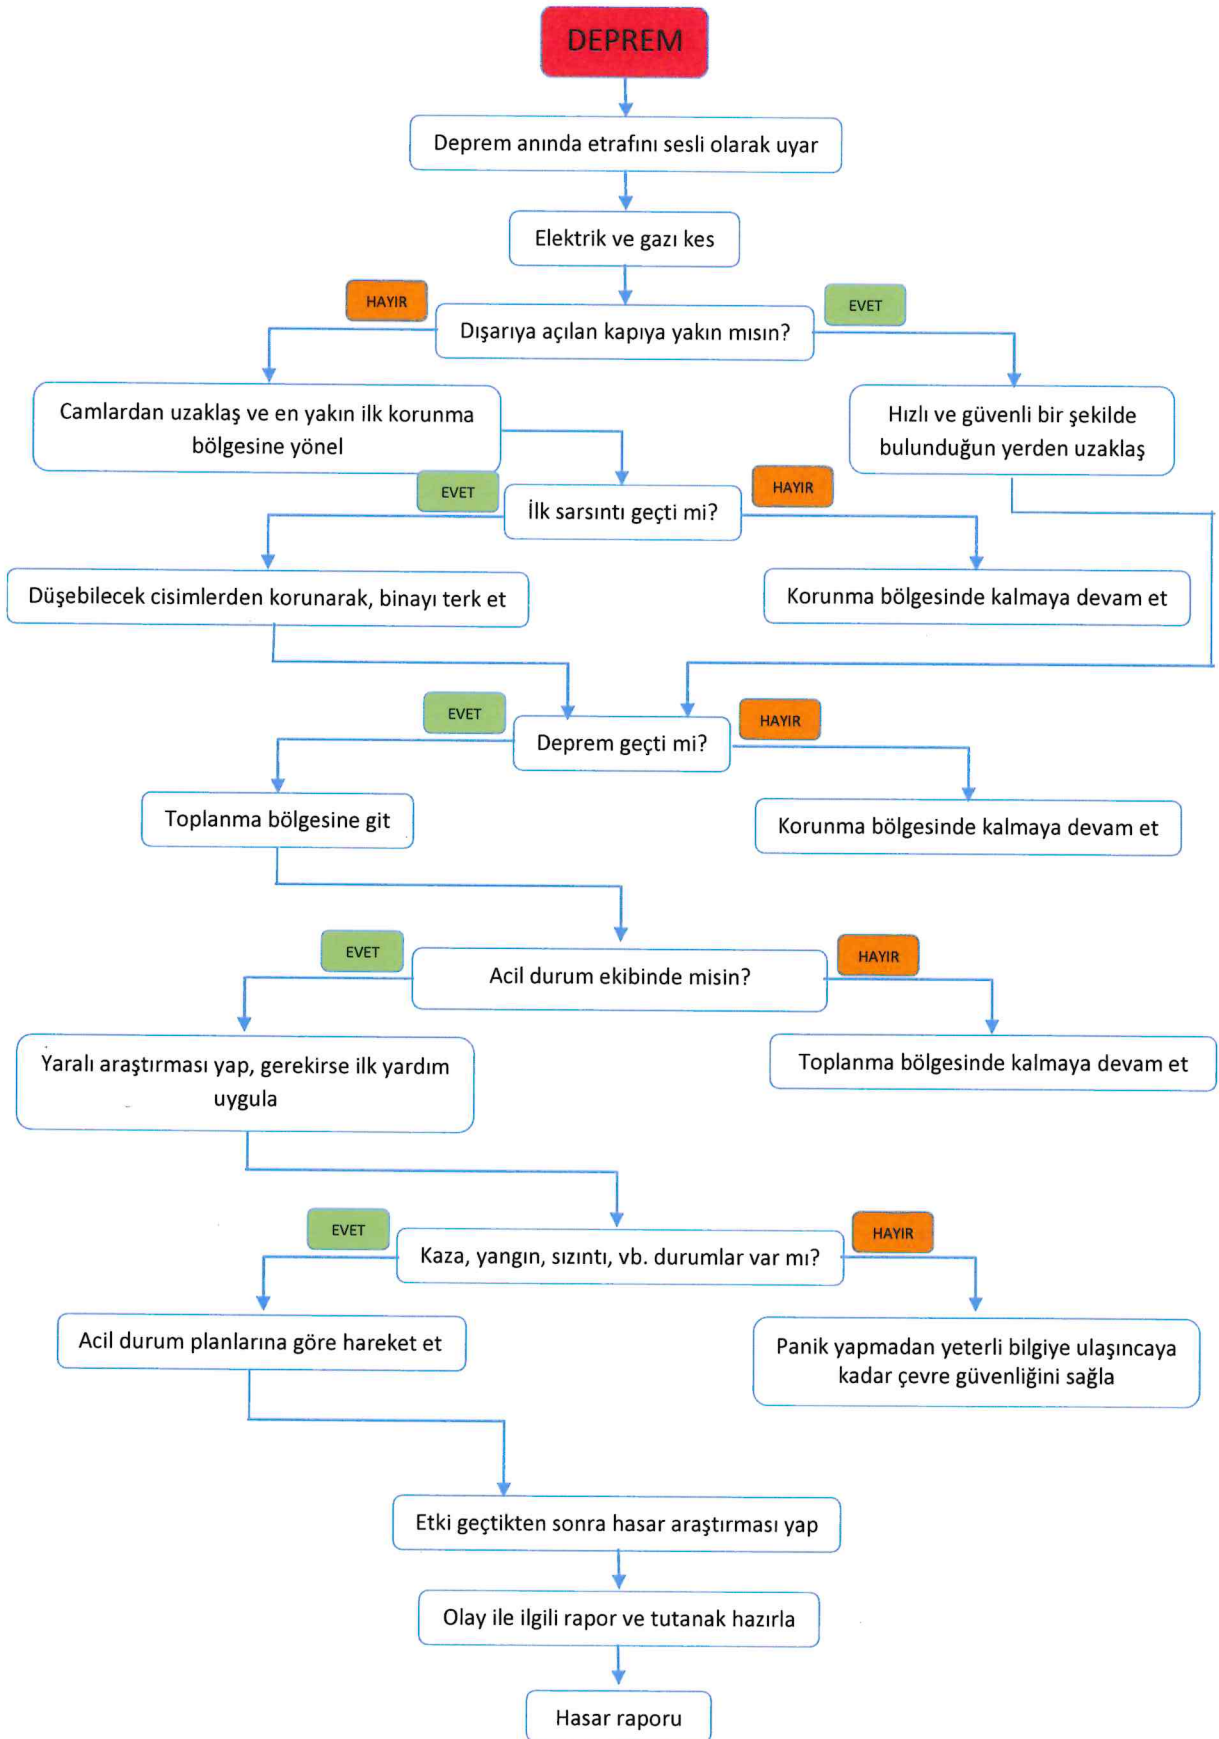 DEPREM
Deprem anında etrafını sesli olarak uyar
Elektrik ve gazı kes
HAYIR
EVET
Dışarıya açılan kapıya yakın mısın?
Camlardan uzaklaş ve en yakın ilk korunma
bölgesine yönel
Hızlı ve güvenli bir şekilde
bulunduğun yerden uzaklaş
EVET
HAYIR
İlk sarsıntı geçti mi?
Düşebilecek cisimlerden korunarak, binayı terk et
Korunma bölgesinde kalmaya devam et
EVET
HAYIR
Deprem geçti mi?
Toplanma bölgesine git
Korunma bölgesinde kalmaya devam et
EVET
HAYIR
Acil durum ekibinde misin?
Yaralı araştırması yap, gerekirse ilk yardım
uygula
Toplanma bölgesinde kalmaya devam et
EVET
HAYIR
Kaza, yangın, sızıntı, vb. durumlar var mı?
Acil durum planlarına göre hareket et
Panik yapmadan yeterli bilgiye ulaşıncaya
kadar çevre güvenliğini sağla
Etki geçtikten sonra hasar araştırması yap
Olay ile ilgili rapor ve tutanak hazırla
Hasar raporu